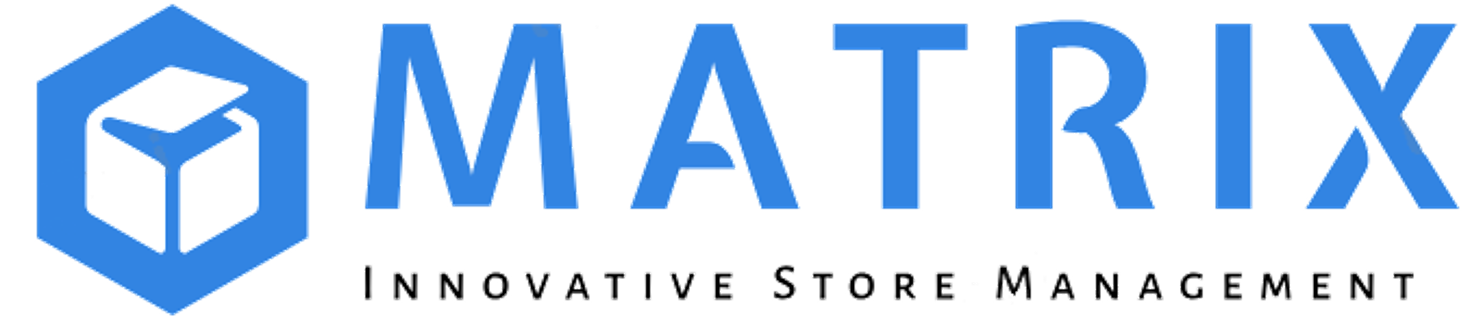 MATRIX
Innovative Store Management